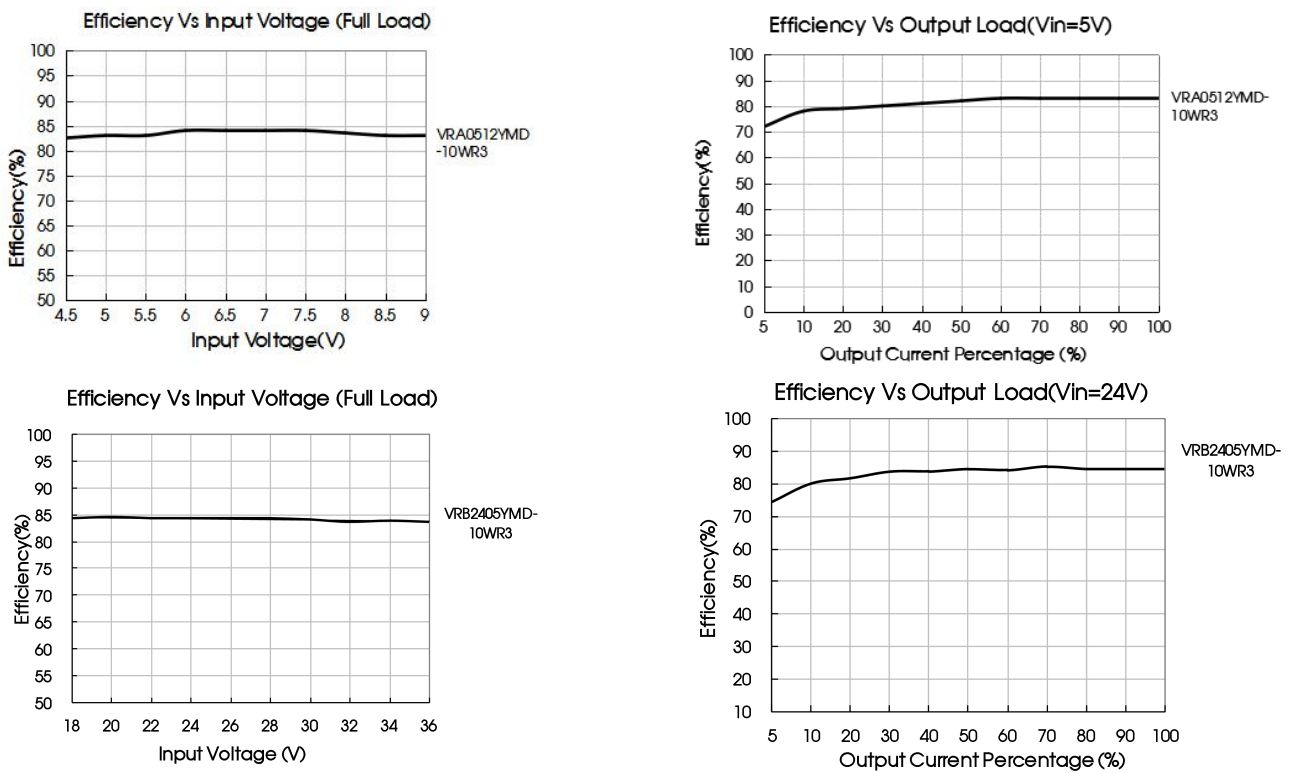 Efficiency Vs Input Voltage (Full Load)
100
95
90
85
80
75
70
65
60
55
50
Efficiency(%)
4.5 5 5.5 6 6.5 7 7.5 8 8.5 9
Input Voltage(V)
VRA0512YMD
-10WR3
Efficiency Vs Output Load(Vin=5V)
100
90
80
70
60
50
40
30
20
10
0
Efficiency(%)
5 10 20 30 40 50 60 70 80 90 100
Output Current Percentage (%)
VRA0512YMD-
10WR3
Efficiency Vs Input Voltage (Full Load)
100
95
90
85
80
75
70
65
60
55
50
Efficiency(%)
18 20 22 24 26 28 30 32 34 36
Input Voltage (V)
VRB2405YMD-
10WR3
Efficiency Vs Output Load(Vin=24V)
100
90
80
70
60
50
40
30
20
10
Efficiency(%)
5 10 20 30 40 50 60 70 80 90 100
Output Current Percentage (%)
VRB2405YMD-
10WR3